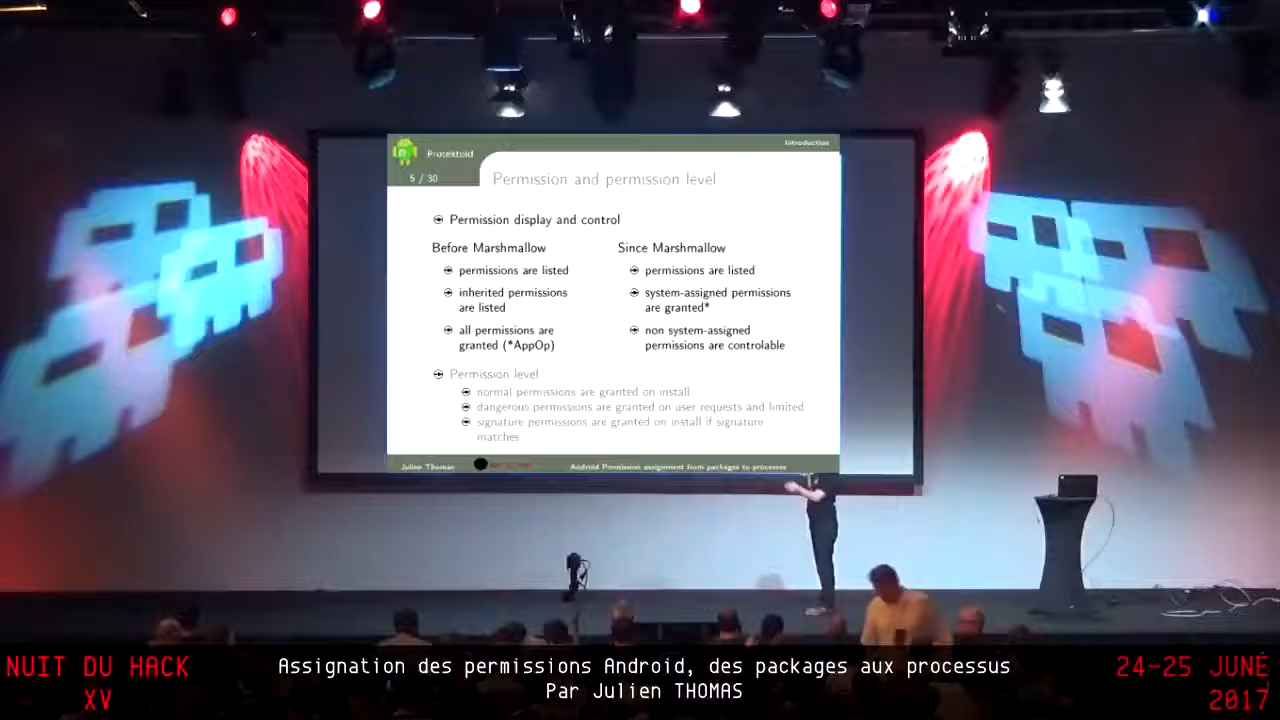 Introduction
Protektoid
5 / 30
Permission and permission level
Permission display and control
Before Marshmallow
permissions are listed
inherited permissions
are listed
all permissions are
granted (*AppOp)
Since Marshmallow
permissions are listed
system-assigned permissions
are granted*
non system-assigned
permissions are controlable
Permission level
normal permissions are granted on install
dangerous permissions are granted on user requests and limited
signature permissions are granted on install if signature
matches
Julien Thomas
Android Permission assignment from packages to processes
NUIT DU HACK
XV
Assignation des permissions Android, des packages aux processus
Par Julien THOMAS
24-25 JUNE
2017